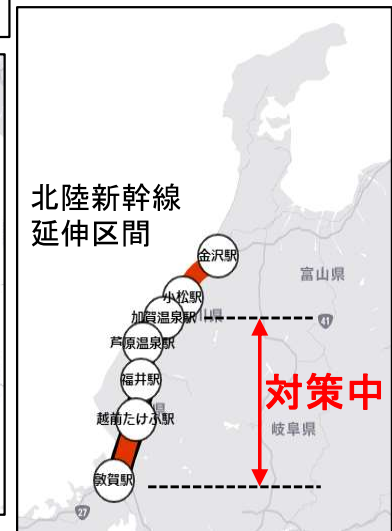 北陸新幹線
延伸区間
金沢駅
富山県
小松駅
加賀温泉駅
川県
41
芦原温泉駅
福井駅
対策中
県
越前たけふ駅
岐阜県
敦賀駅
27